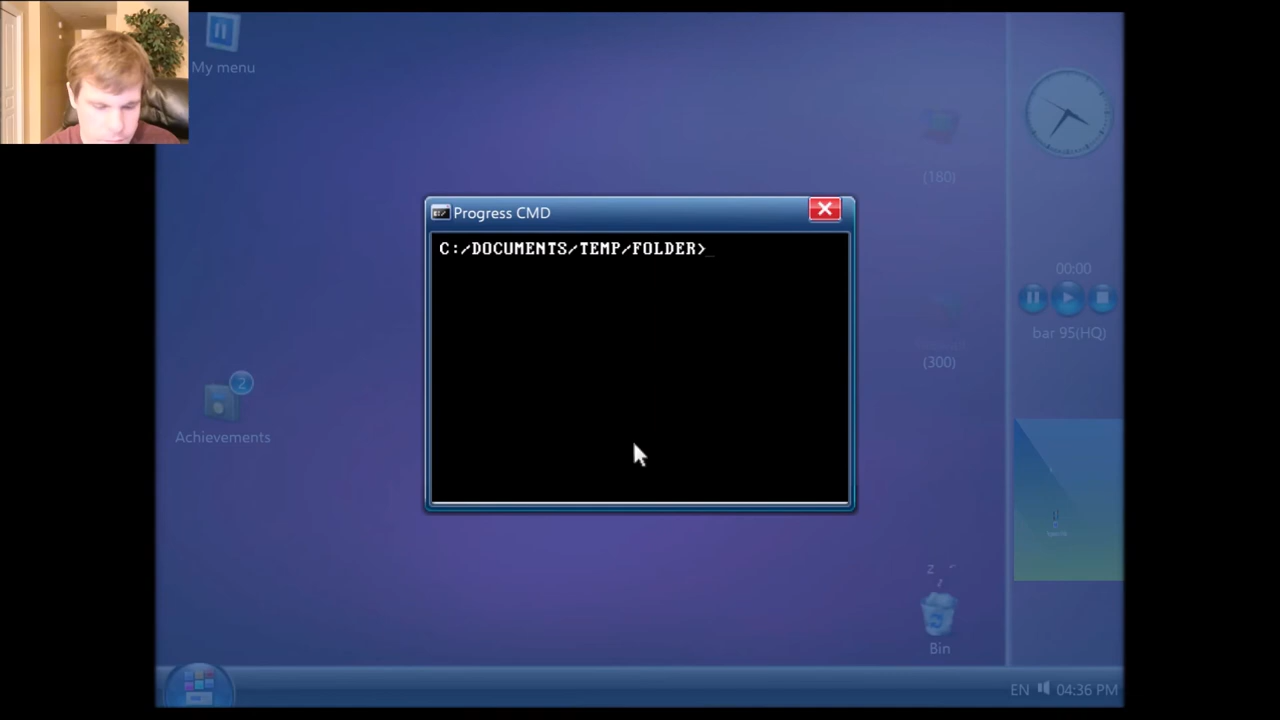 My menu
(180)
Progress CMD
C:/DOCUMENTS/TEMP/FOLDER>_
00:00
bar 95(HQ)
(300)
2
Achievements
z
Bin
EN 04:36 PM